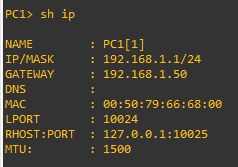 PC1> sh ip
NAME        : PC1[1]
IP/MASK     : 192.168.1.1/24
GATEWAY     : 192.168.1.50
DNS         :
MAC         : 00:50:79:66:68:00
LPORT       : 10024
RHOST:PORT  : 127.0.0.1:10025
MTU:        : 1500